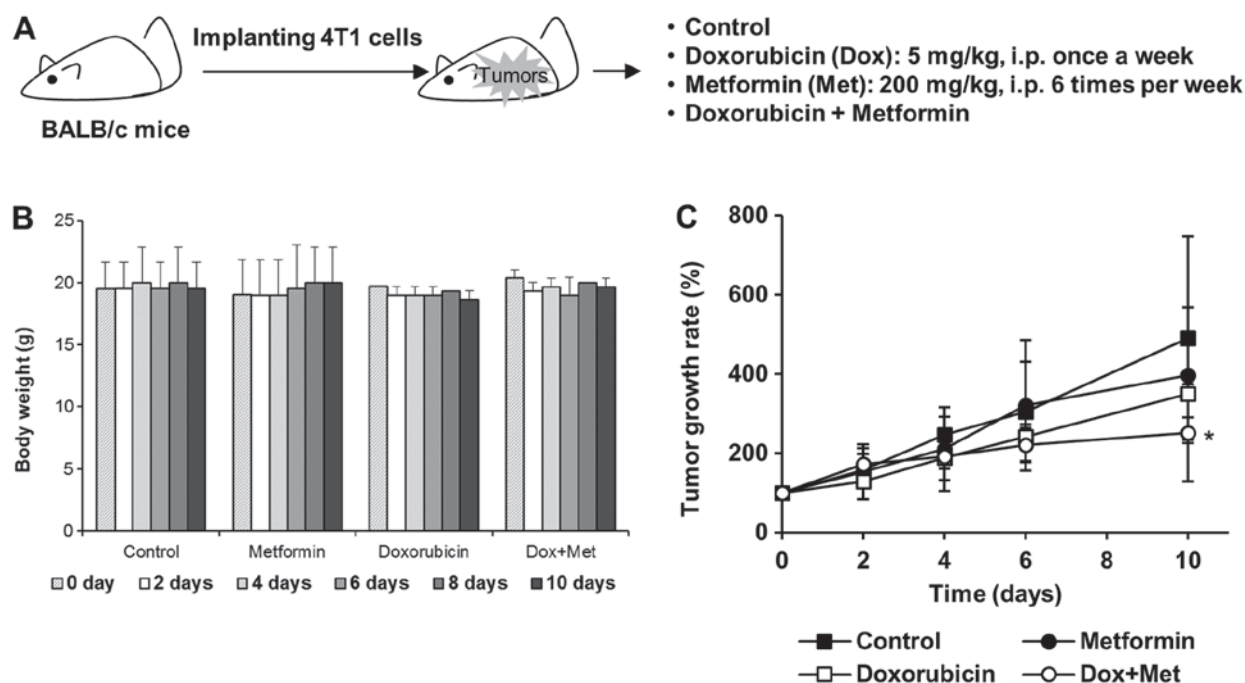 A
Implanting 4T1 cells
Tumors
BALB/c mice
• Control
• Doxorubicin (Dox): 5 mg/kg, i.p. once a week
• Metformin (Met): 200 mg/kg, i.p. 6 times per week
• Doxorubicin + Metformin
B
Body weight (g)
25
20
15
10
5
0
Control Metformin Doxorubicin Dox+Met
0 day 2 days 4 days 6 days 8 days 10 days
C
Tumor growth rate (%)
800
600
400
200
0
*
0 2 4 6 8 10
Time (days)
Control Metformin
Doxorubicin Dox+Met